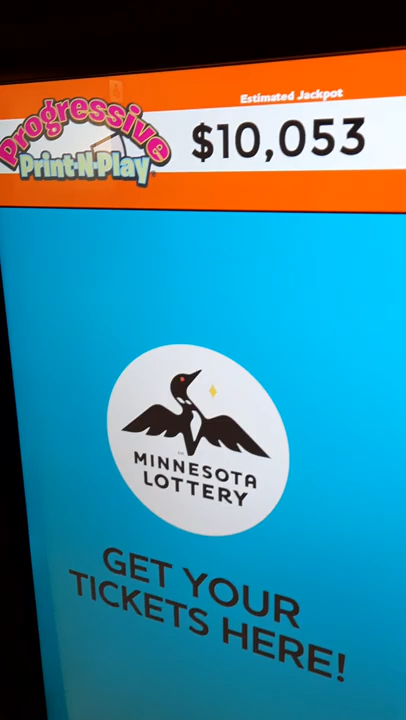 Estimated Jackpot
Progressive
$10,053
Print-N-Play
MINNESOTA
LOTTERY
GET YOUR
TICKETS HERE!